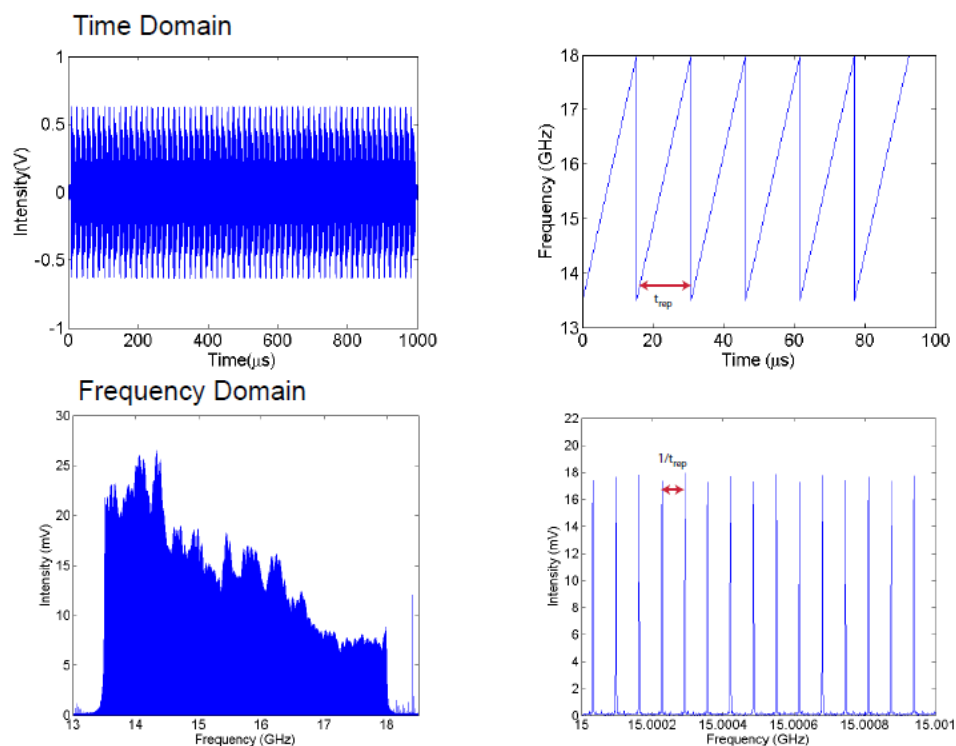 Time Domain
1
0.5
0
-0.5
-1
Intensity(V)
0 200 400 600 800 1000
Time(μs)
18
17
16
15
14
13
Frequency (GHz)
t_rep
0 20 40 60 80 100
Time (μs)
Frequency Domain
30
25
20
15
10
5
0
Intensity (mV)
13 14 15 16 17 18
Frequency (GHz)
22
20
18
16
14
12
10
8
6
4
2
0
Intensity (mV)
1/t_rep
15 15.0002 15.0004 15.0006 15.0008 15.001
Frequency (GHz)